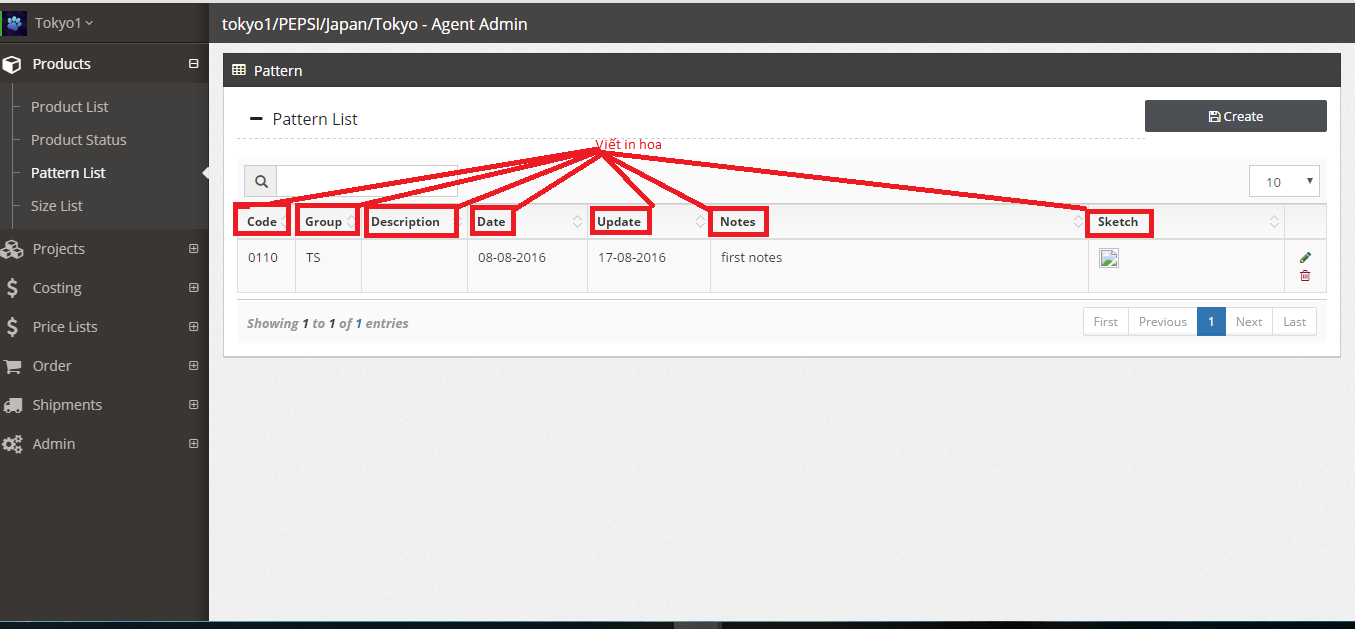 Tokyo1
tokyo1/PEPSI/Japan/Tokyo - Agent Admin
Products
Product List
Product Status
Pattern List
Size List
Projects
Costing
Price Lists
Order
Shipments
Admin
Pattern
Pattern List
Create
Viết in hoa
10
Code Group Description Date Update Notes Sketch
0110 TS 08-08-2016 17-08-2016 first notes
Showing 1 to 1 of 1 entries
First Previous 1 Next Last